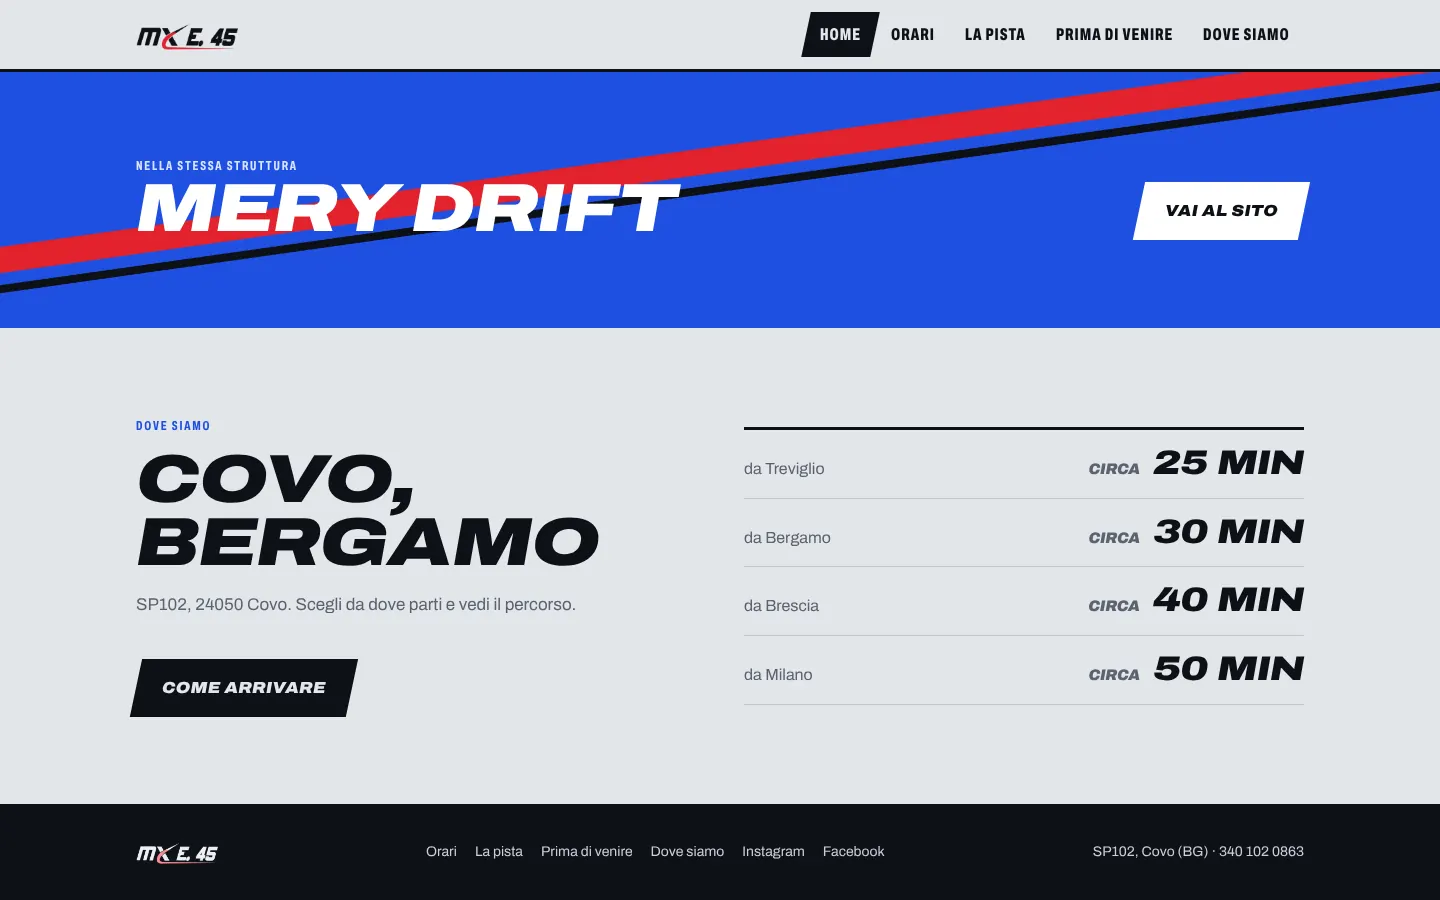 MX E. 45
HOME ORARI LA PISTA PRIMA DI VENIRE DOVE SIAMO
NELLA STESSA STRUTTURA
MERY DRIFT
VAI AL SITO
DOVE SIAMO
COVO,
BERGAMO
SP102, 24050 Covo. Scegli da dove parti e vedi il percorso.
COME ARRIVARE
da Treviglio CIRCA 25 MIN
da Bergamo CIRCA 30 MIN
da Brescia CIRCA 40 MIN
da Milano CIRCA 50 MIN
MX E. 45
Orari La pista Prima di venire Dove siamo Instagram Facebook
SP102, Covo (BG) · 340 102 0863